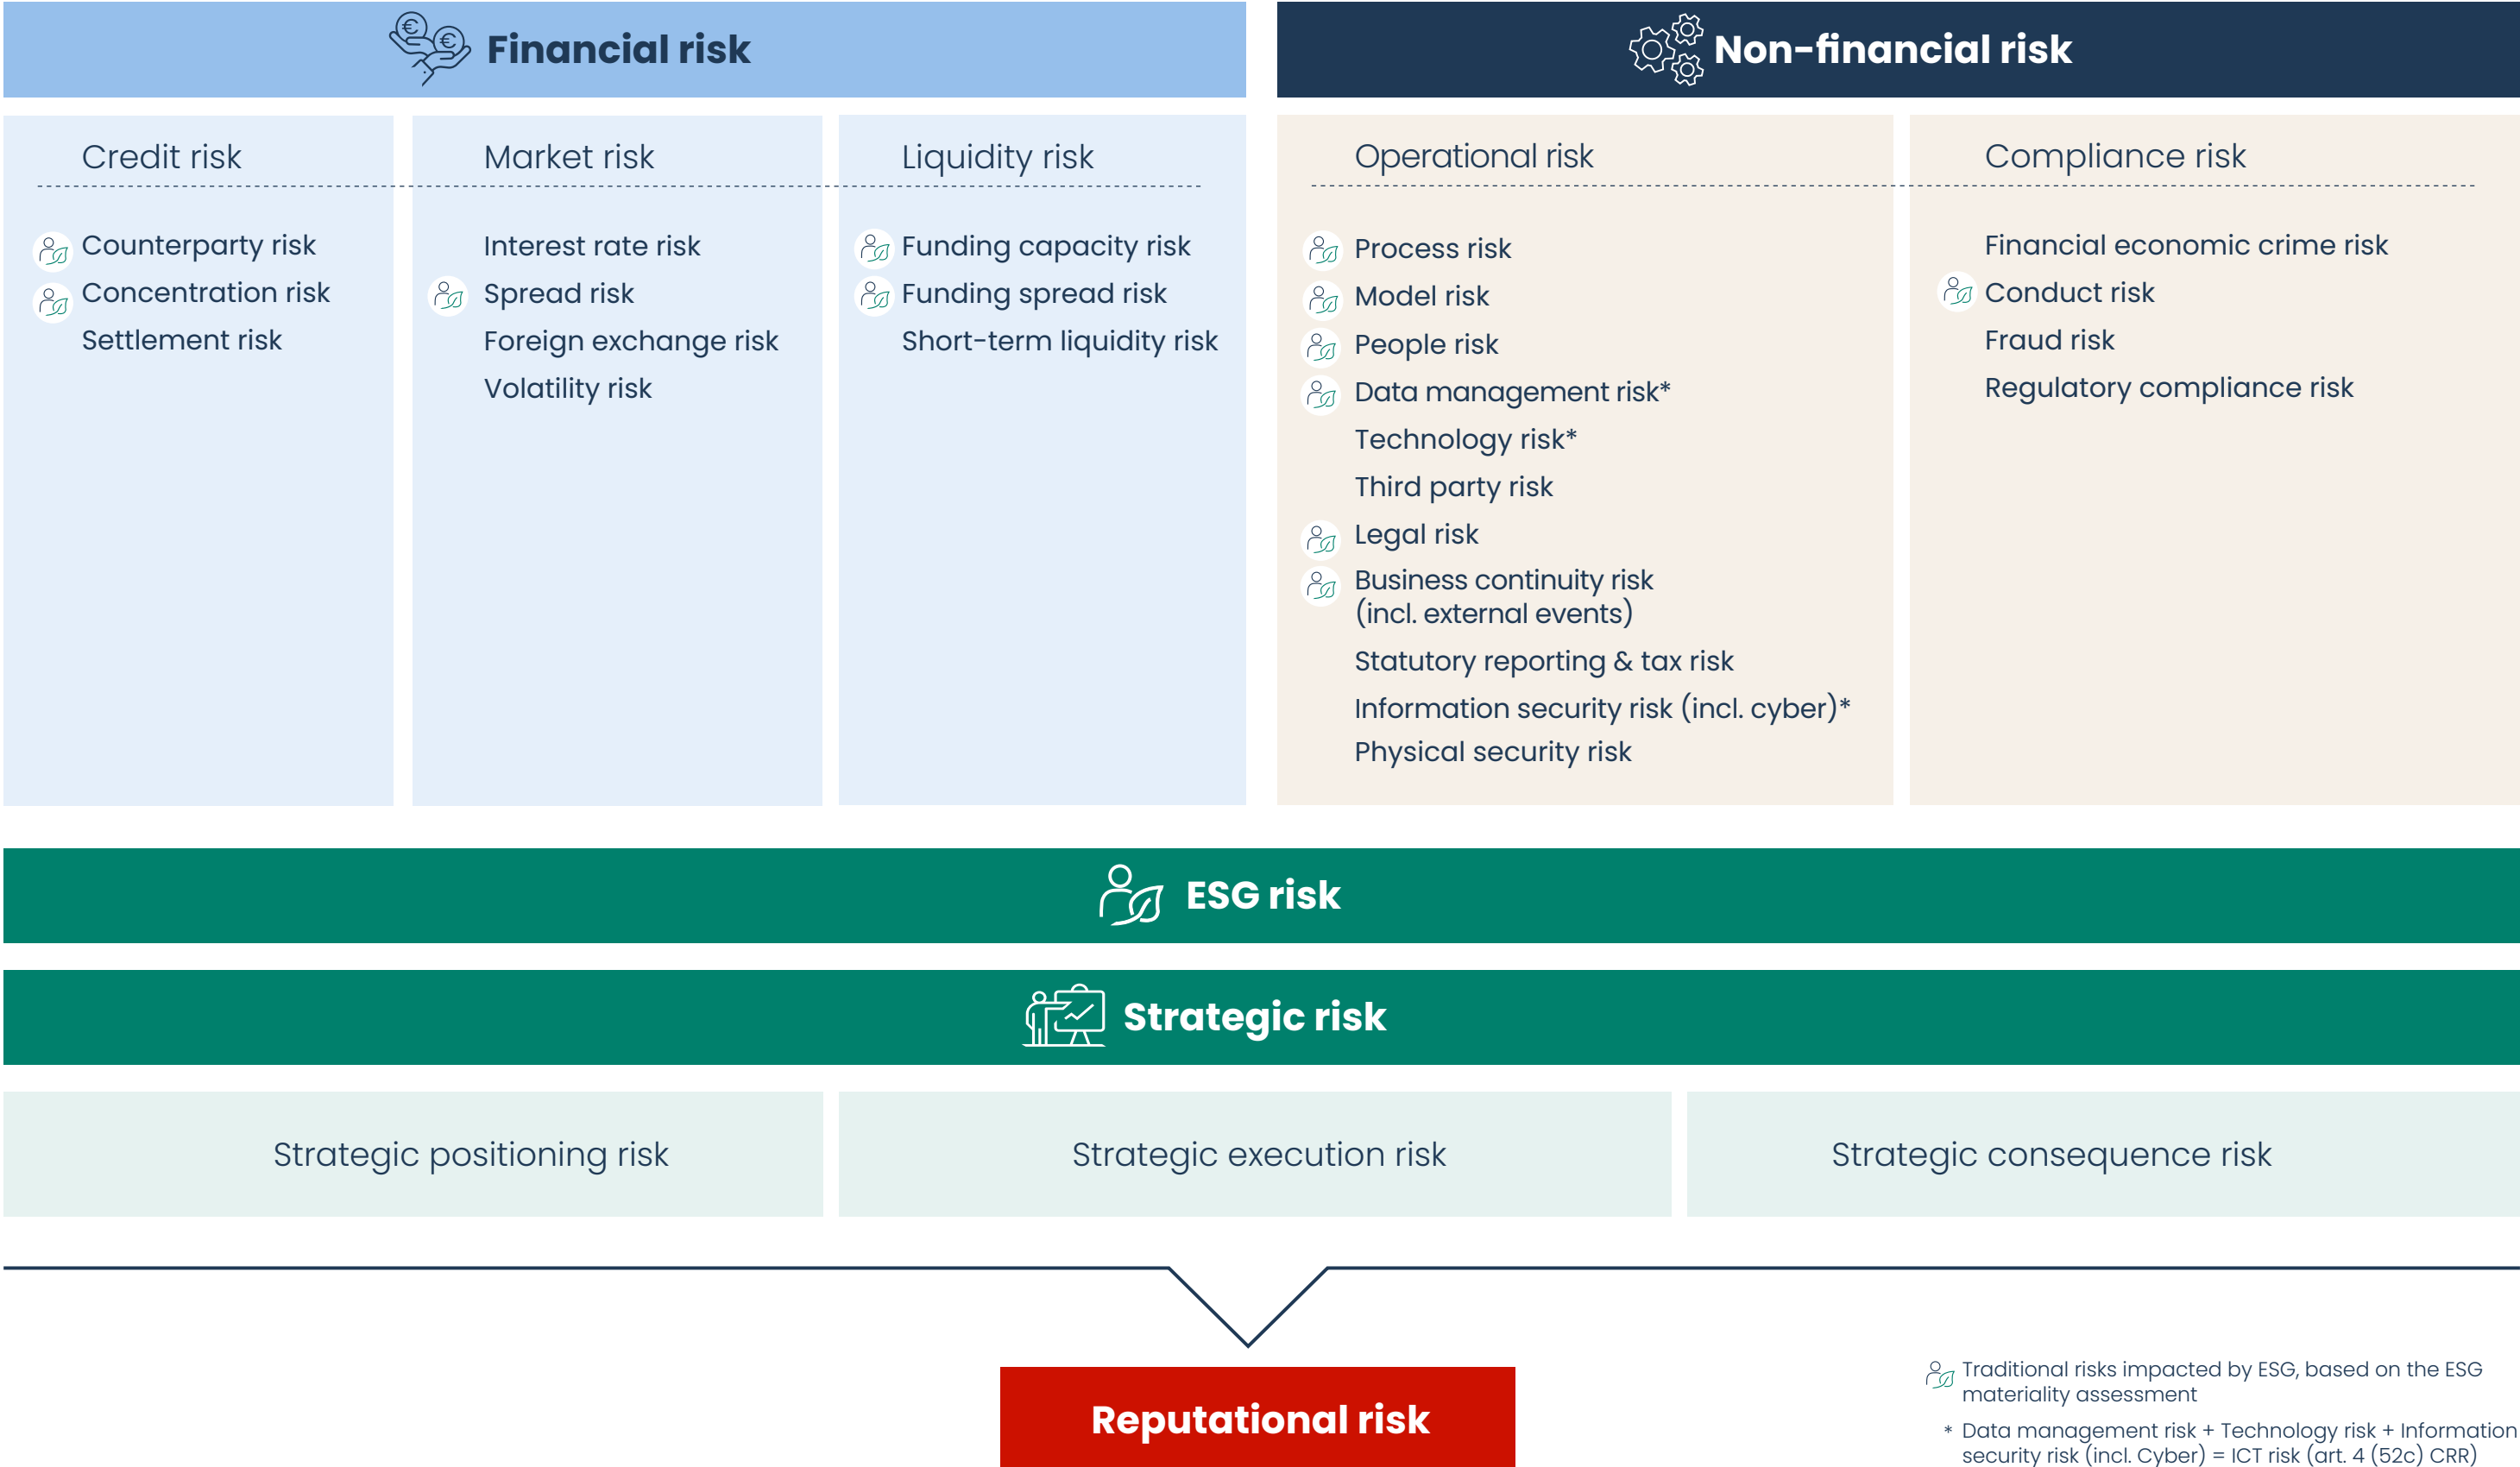 Financial risk
Non-financial risk
Credit risk
Counterparty risk
Concentration risk
Settlement risk
Market risk
Interest rate risk
Spread risk
Foreign exchange risk
Volatility risk
Liquidity risk
Funding capacity risk
Funding spread risk
Short-term liquidity risk
Operational risk
Process risk
Model risk
People risk
Data management risk*
Technology risk*
Third party risk
Legal risk
Business continuity risk
(incl. external events)
Statutory reporting & tax risk
Information security risk (incl. cyber)*
Physical security risk
Compliance risk
Financial economic crime risk
Conduct risk
Fraud risk
Regulatory compliance risk
ESG risk
Strategic risk
Strategic positioning risk
Strategic execution risk
Strategic consequence risk
Reputational risk
Traditional risks impacted by ESG, based on the ESG
materiality assessment
* Data management risk + Technology risk + Information
security risk (incl. Cyber) = ICT risk (art. 4 (52c) CRR)